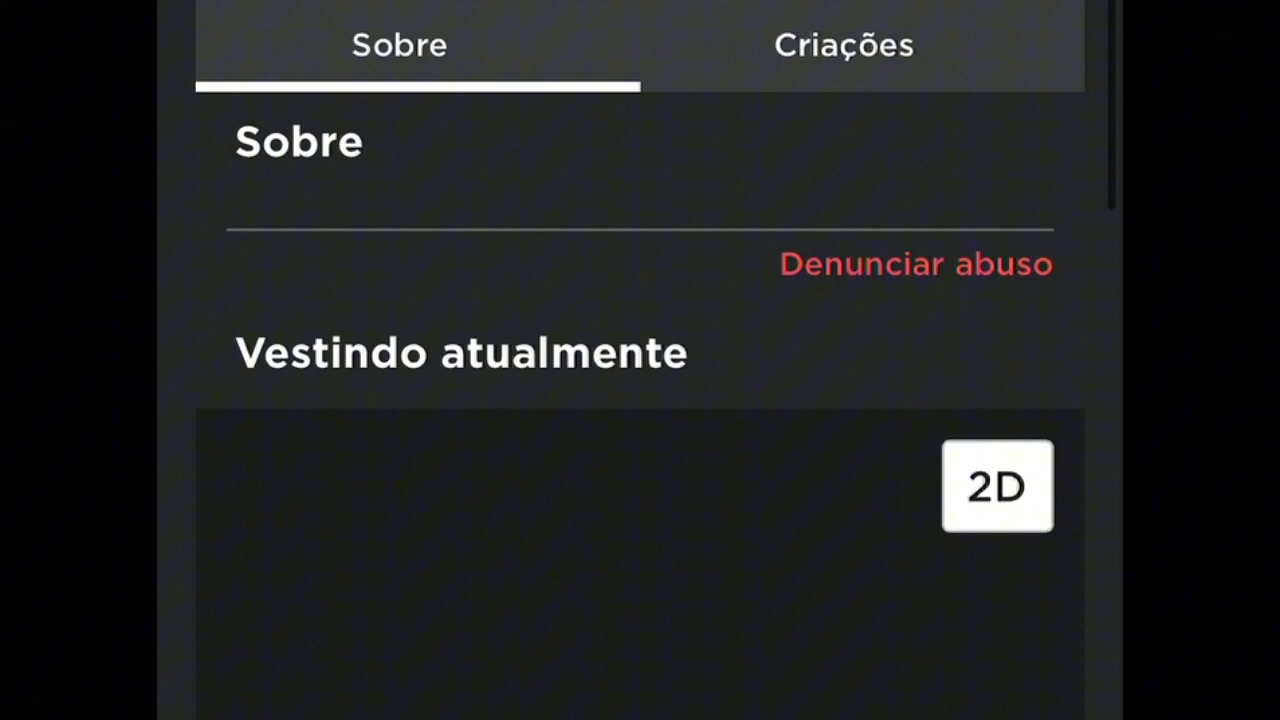 Sobre
Criações
Sobre
Denunciar abuso
Vestindo atualmente
2D